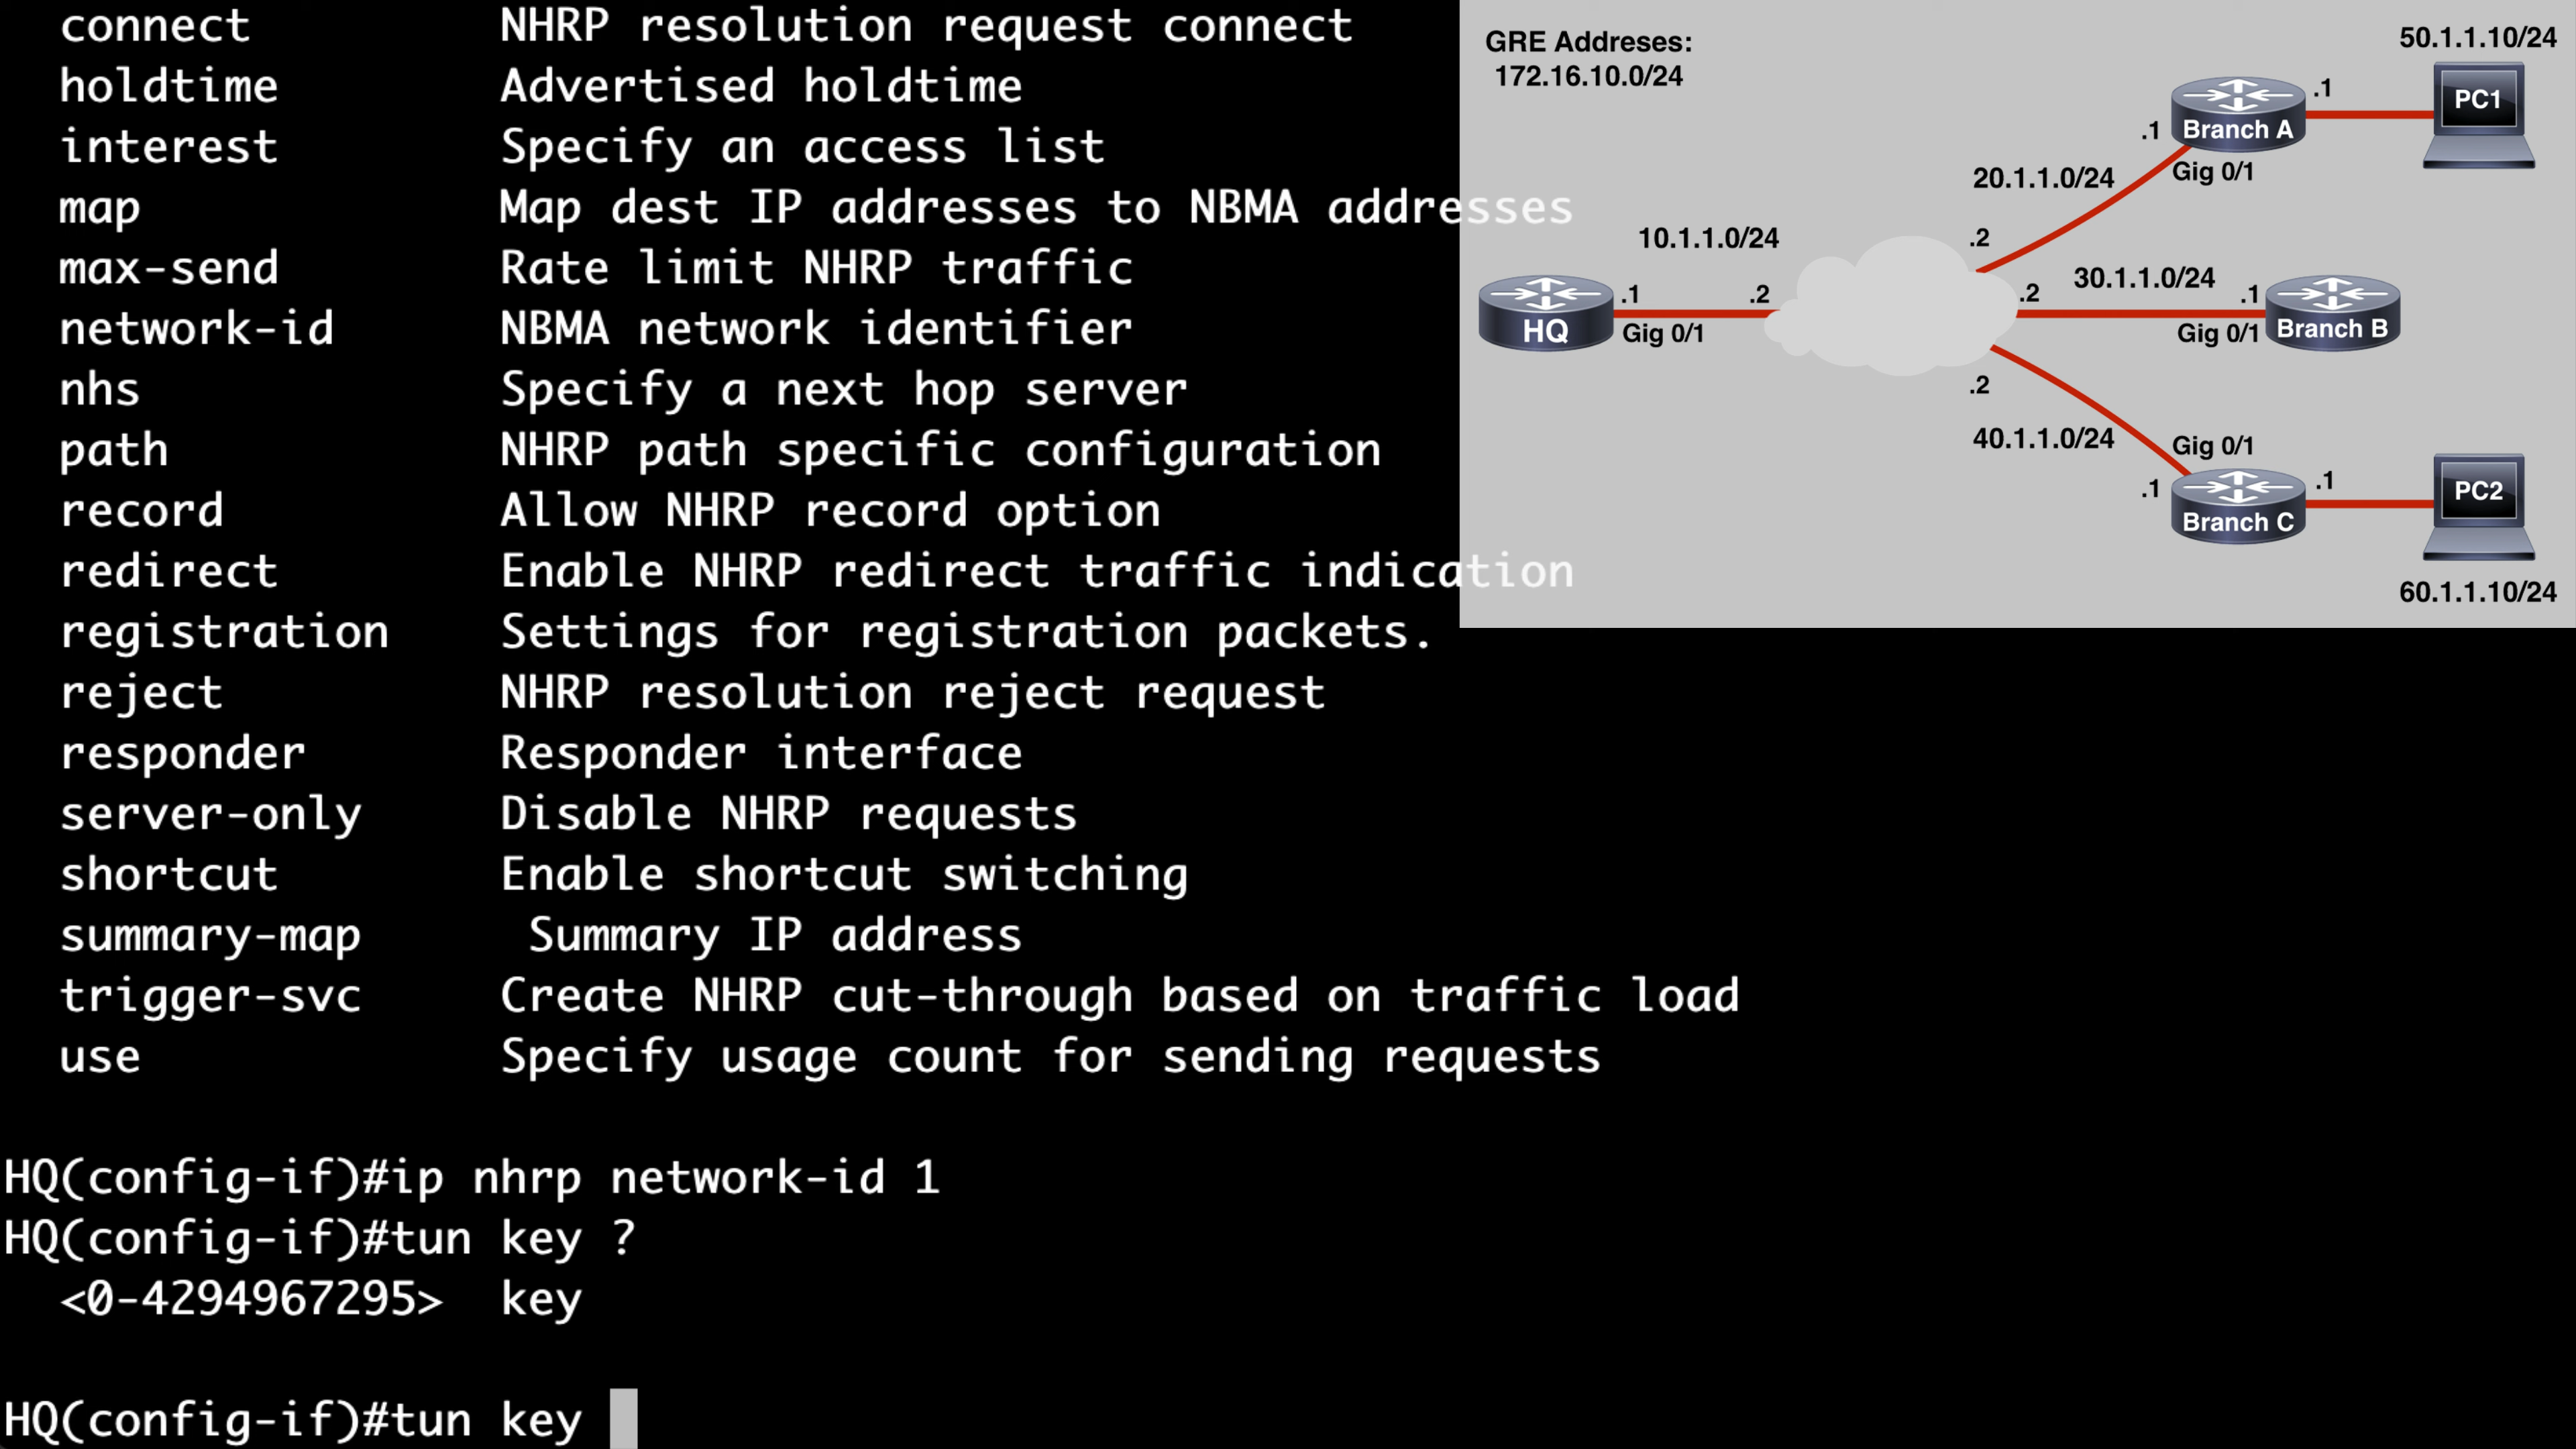 connect NHRP resolution request connect
holdtime Advertised holdtime
interest Specify an access list
map Map dest IP addresses to NBMA addresses
max-send Rate limit NHRP traffic
network-id NBMA network identifier
nhs Specify a next hop server
path NHRP path specific configuration
record Allow NHRP record option
redirect Enable NHRP redirect traffic indication
registration Settings for registration packets.
reject NHRP resolution reject request
responder Responder interface
server-only Disable NHRP requests
shortcut Enable shortcut switching
summary-map Summary IP address
trigger-svc Create NHRP cut-through based on traffic load
use Specify usage count for sending requests
HQ(config-if)#ip nhrp network-id 1
HQ(config-if)#tun key ?
<0-4294967295> key
HQ(config-if)#tun key
GRE Addreses:
172.16.10.0/24
50.1.1.10/24
PC1
.1
Branch A
.1
Gig 0/1
20.1.1.0/24
.2
10.1.1.0/24
HQ
.1
Gig 0/1
.2
.2
30.1.1.0/24
.1
Gig 0/1
Branch B
.2
40.1.1.0/24
Gig 0/1
.1
Branch C
.1
PC2
60.1.1.10/24